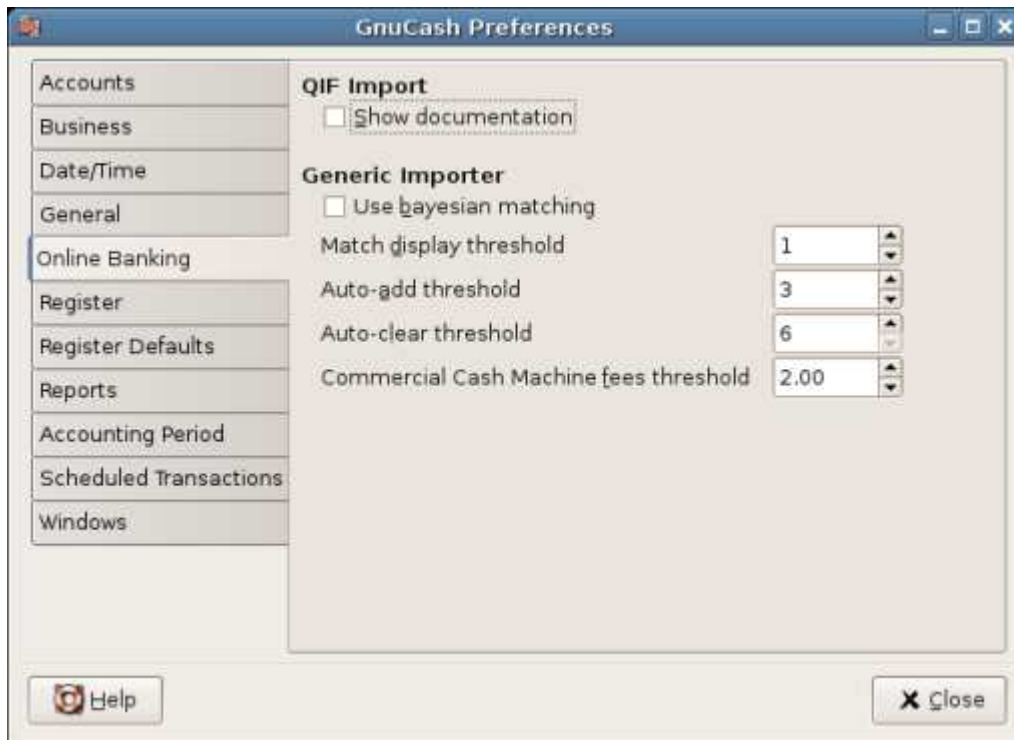 GnuCash Preferences
Accounts
Business
Date/Time
General
Online Banking
Register
Register Defaults
Reports
Accounting Period
Scheduled Transactions
Windows
QIF Import
Show documentation
Generic Importer
Use bayesian matching
Match display threshold 1
Auto-add threshold 3
Auto-clear threshold 6
Commercial Cash Machine fees threshold 2.00
Help
Close